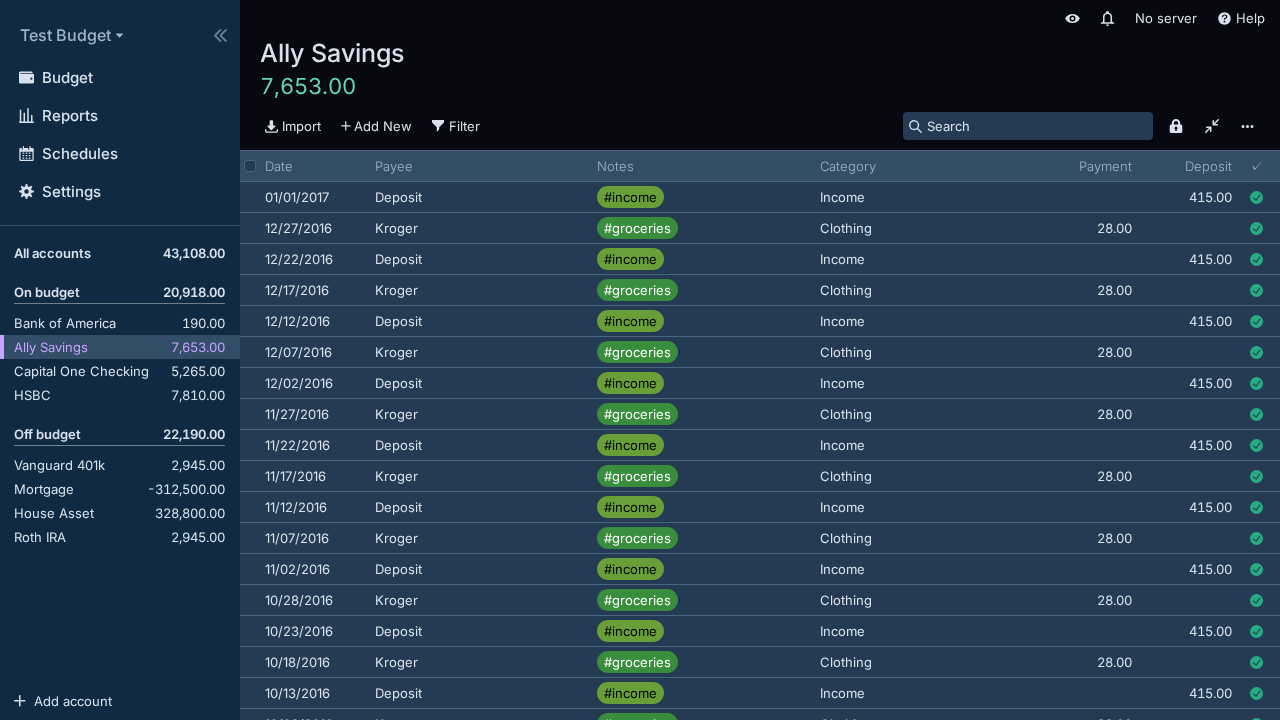 Test Budget
Budget
Reports
Schedules
Settings
All accounts 43,108.00
On budget 20,918.00
Bank of America 190.00
Ally Savings 7,653.00
Capital One Checking 5,265.00
HSBC 7,810.00
Off budget 22,190.00
Vanguard 401k 2,945.00
Mortgage -312,500.00
House Asset 328,800.00
Roth IRA 2,945.00
Add account
No server Help
Ally Savings
7,653.00
Import Add New Filter Search
Date Payee Notes Category Payment Deposit ✓
01/01/2017 Deposit #income Income 415.00
12/27/2016 Kroger #groceries Clothing 28.00
12/22/2016 Deposit #income Income 415.00
12/17/2016 Kroger #groceries Clothing 28.00
12/12/2016 Deposit #income Income 415.00
12/07/2016 Kroger #groceries Clothing 28.00
12/02/2016 Deposit #income Income 415.00
11/27/2016 Kroger #groceries Clothing 28.00
11/22/2016 Deposit #income Income 415.00
11/17/2016 Kroger #groceries Clothing 28.00
11/12/2016 Deposit #income Income 415.00
11/07/2016 Kroger #groceries Clothing 28.00
11/02/2016 Deposit #income Income 415.00
10/28/2016 Kroger #groceries Clothing 28.00
10/23/2016 Deposit #income Income 415.00
10/18/2016 Kroger #groceries Clothing 28.00
10/13/2016 Deposit #income Income 415.00